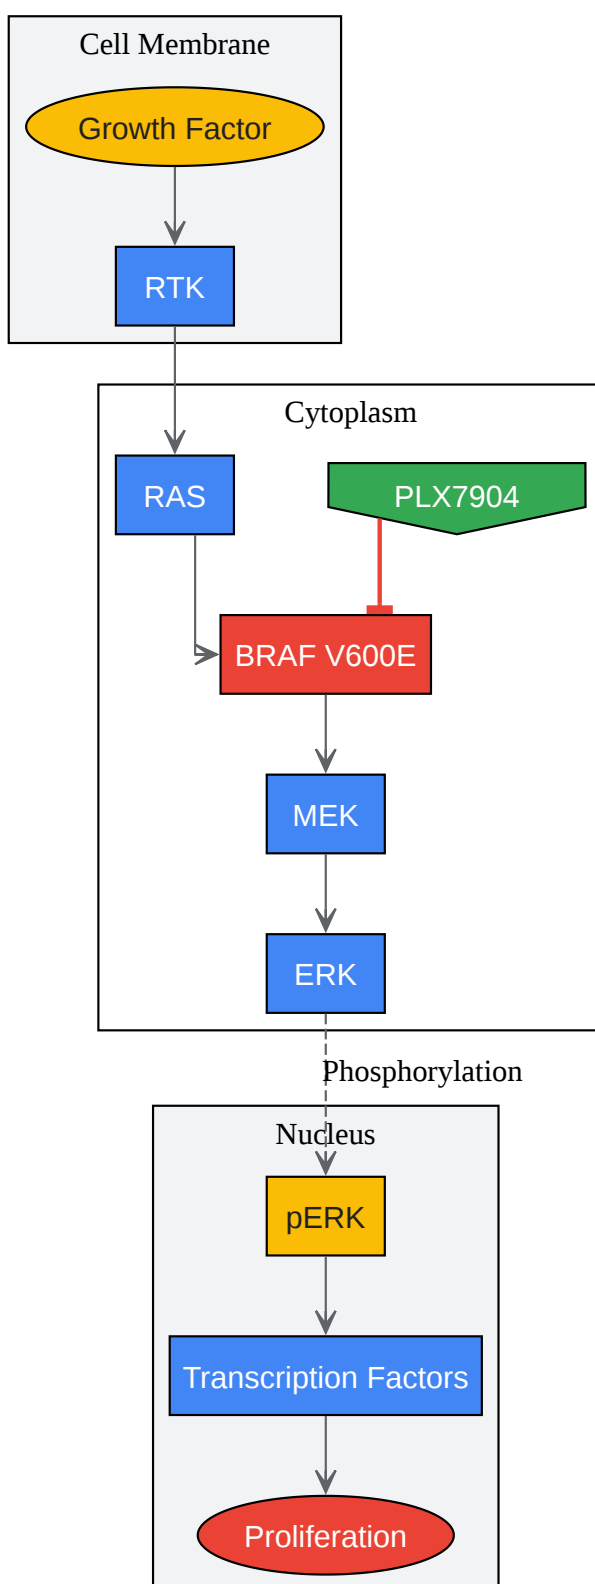 Cell Membrane
Growth Factor
RTK
Cytoplasm
RAS
PLX7904
BRAF V600E
MEK
ERK
Phosphorylation
Nucleus
pERK
Transcription Factors
Proliferation